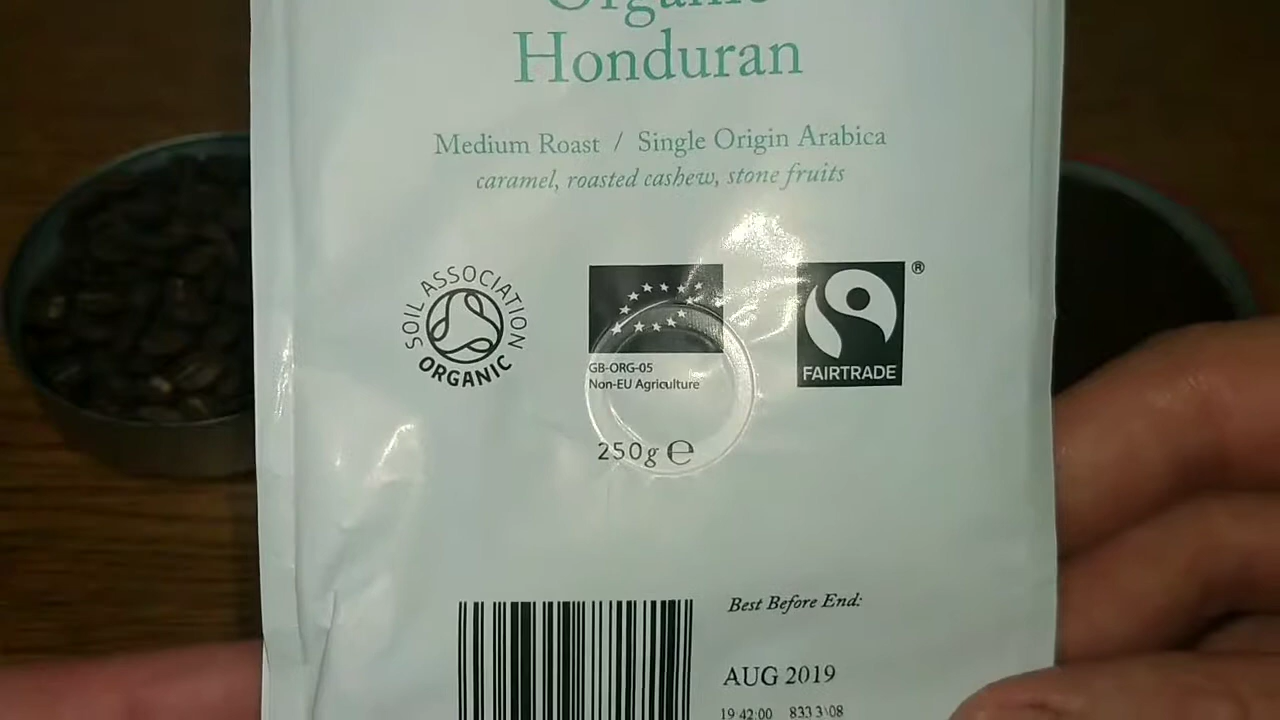 Organic
Honduran
Medium Roast / Single Origin Arabica
caramel, roasted cashew, stone fruits
SOIL ASSOCIATION
ORGANIC
GB-ORG-05
Non-EU Agriculture
FAIRTRADE
®
250g ℮
Best Before End:
AUG 2019
19 42:00 833 3\08